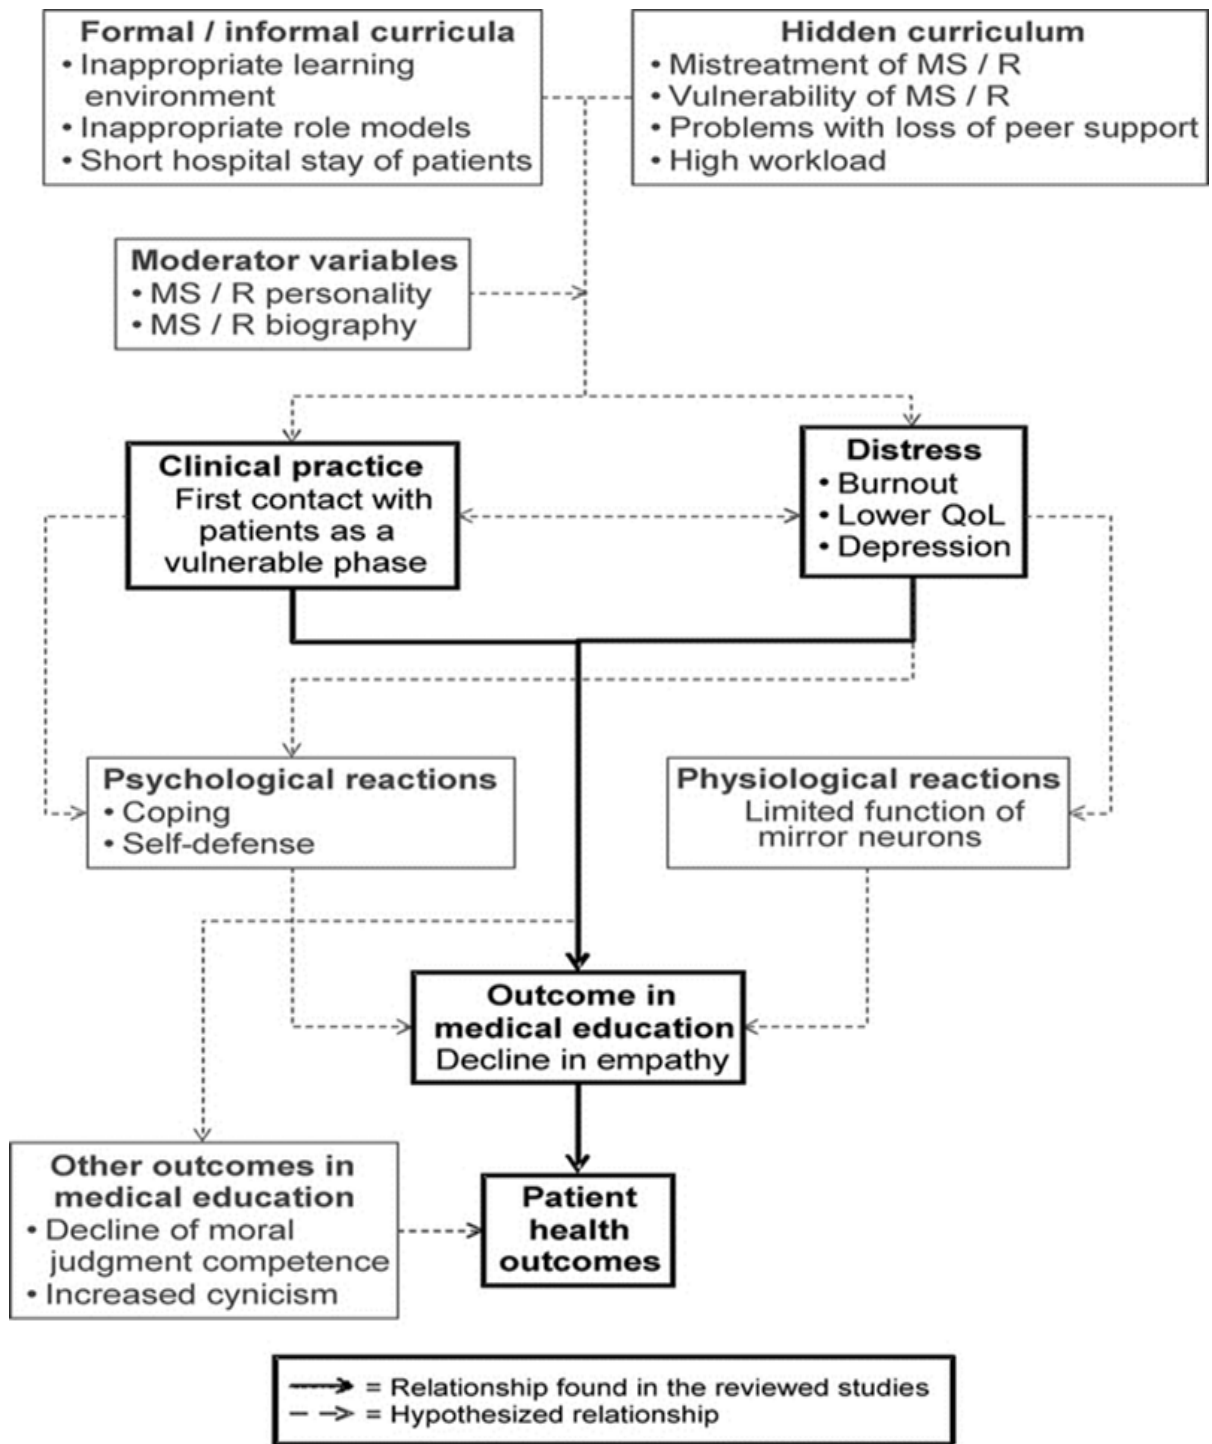 Formal / informal curricula
• Inappropriate learning
environment
• Inappropriate role models
• Short hospital stay of patients
Hidden curriculum
• Mistreatment of MS / R
• Vulnerability of MS / R
• Problems with loss of peer support
• High workload
Moderator variables
• MS / R personality
• MS / R biography
Clinical practice
First contact with
patients as a
vulnerable phase
Distress
• Burnout
• Lower QoL
• Depression
Psychological reactions
• Coping
• Self-defense
Physiological reactions
Limited function of
mirror neurons
Outcome in
medical education
Decline in empathy
Other outcomes in
medical education
• Decline of moral
judgment competence
• Increased cynicism
Patient
health
outcomes
= Relationship found in the reviewed studies
= Hypothesized relationship